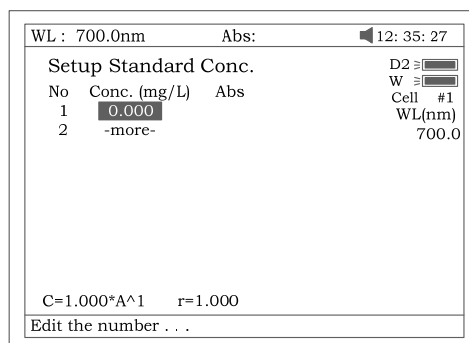 WL : 700.0nm Abs: 12: 35: 27
Setup Standard Conc.
D2
No Conc. (mg/L) Abs
W
1 0.000
Cell #1
WL(nm)
2 -more-
700.0
C=1.000*A^1 r=1.000
Edit the number . . .